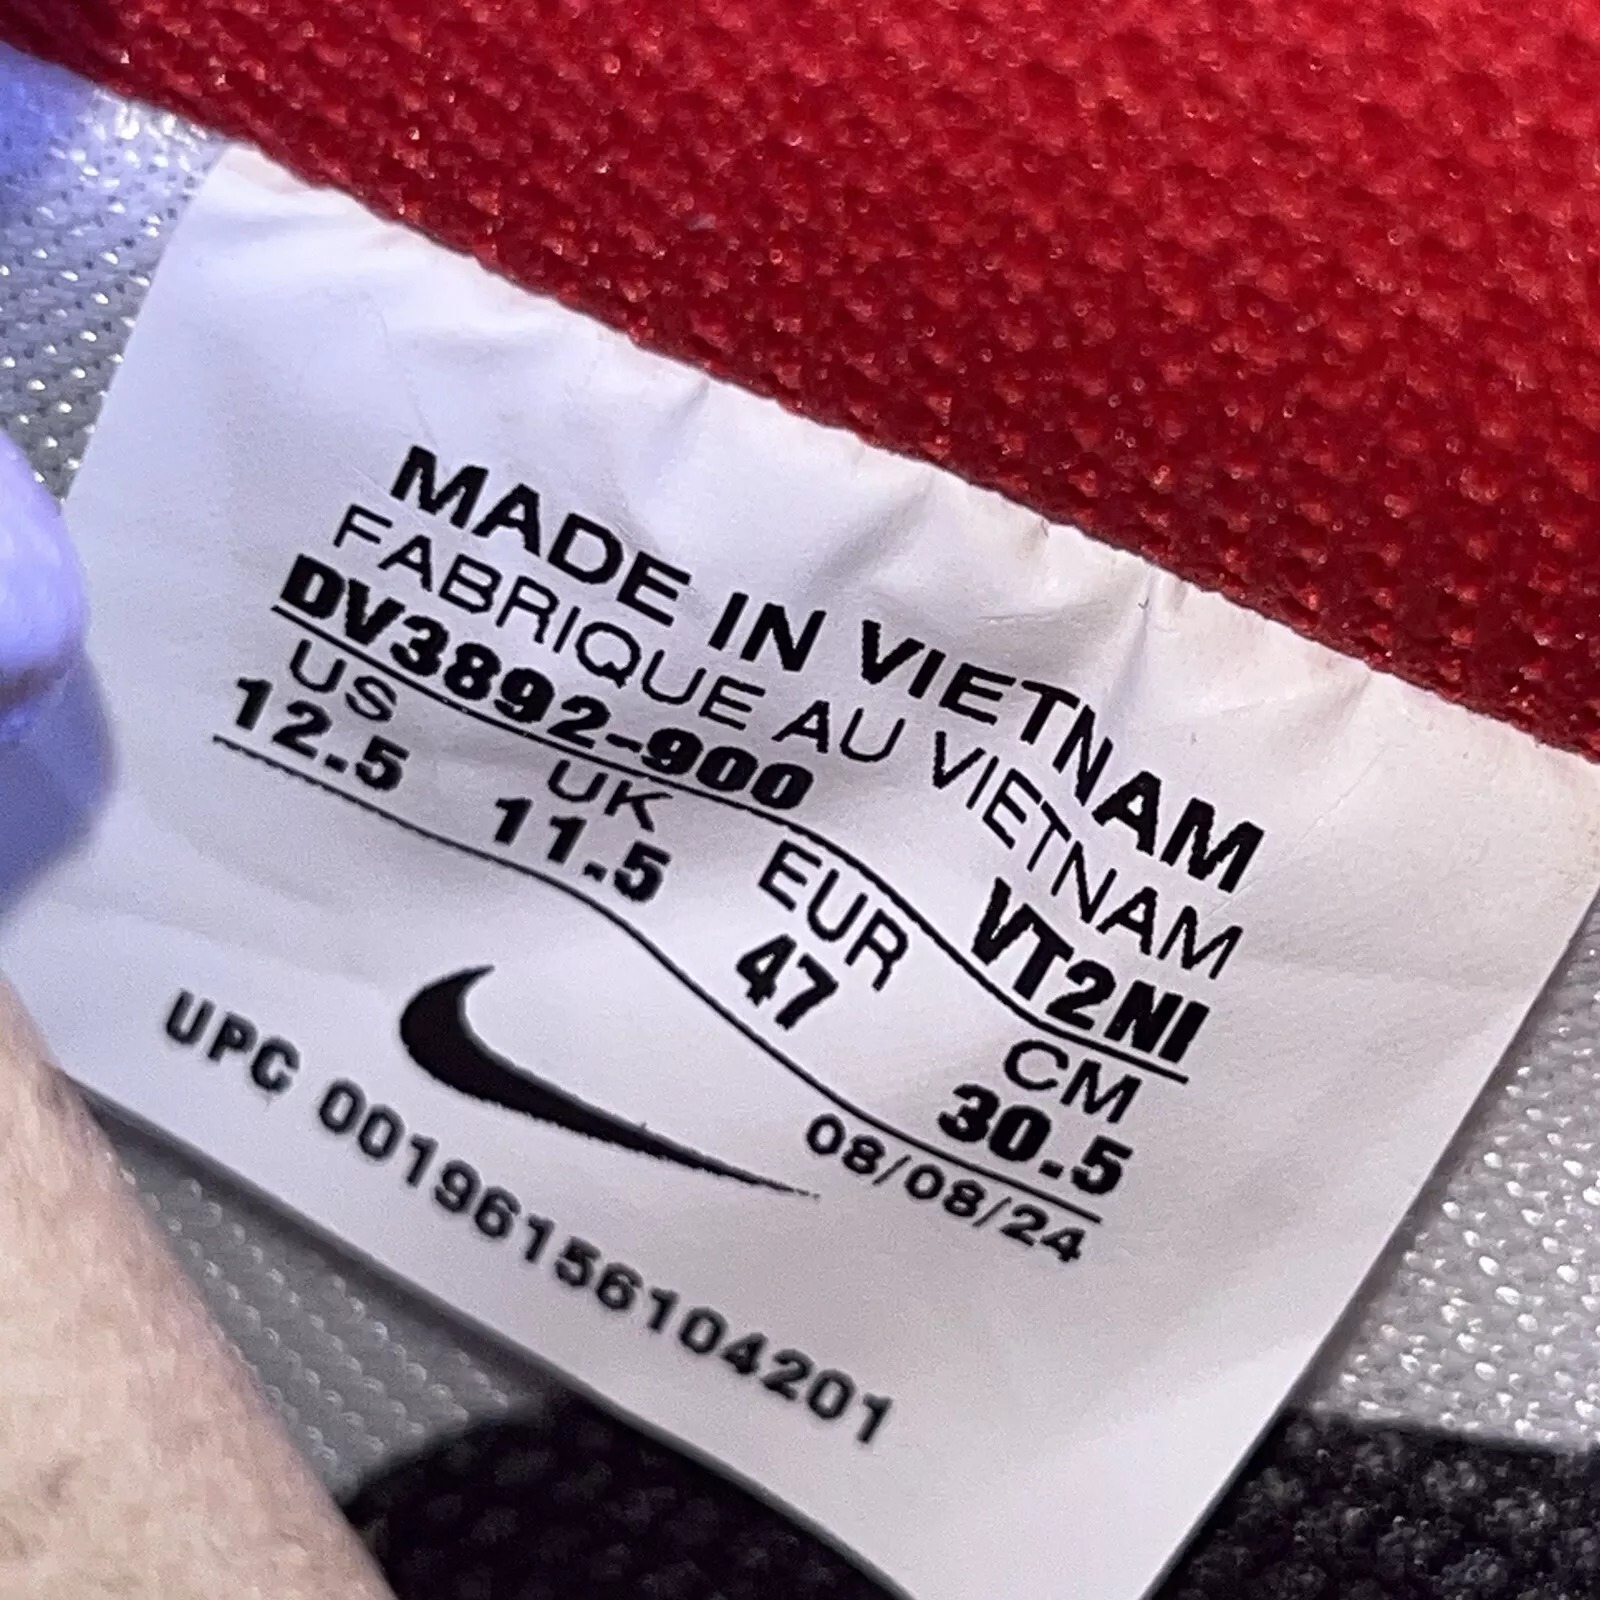 MADE IN VIETNAM
FABRIQUE AU VIETNAM
DV3892-900 VT2NI
US UK EUR CM
12.5 11.5 47 30.5
08/08/24
UPC 00196156104201